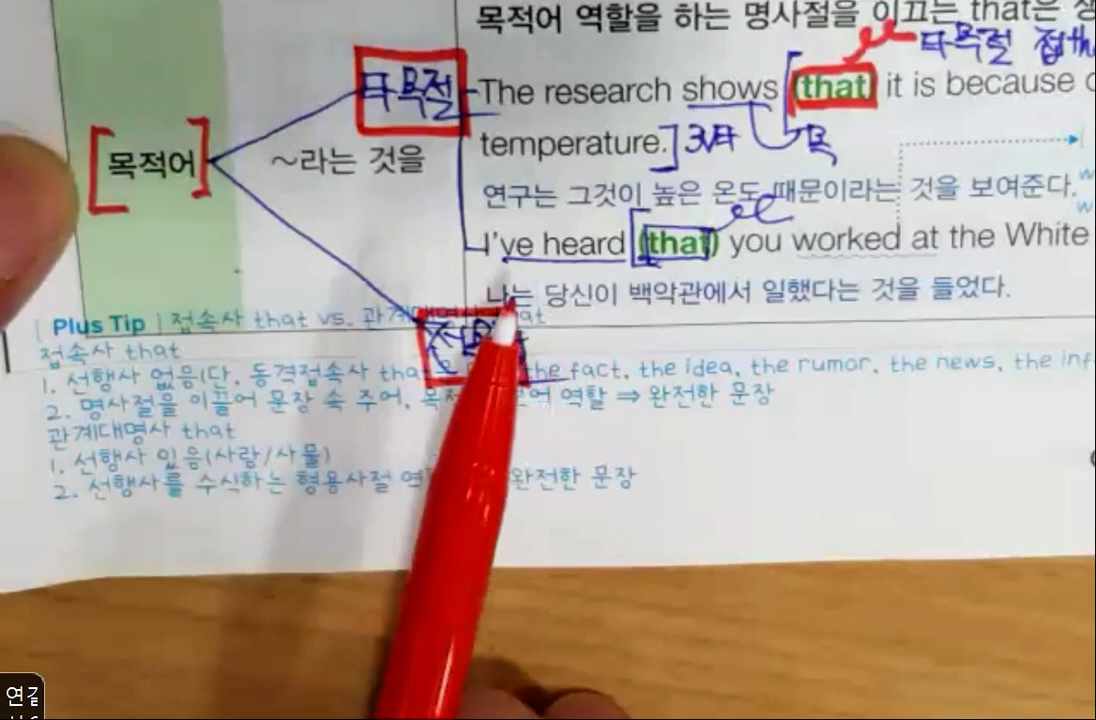 목적어 역할을 하는 명사절을 이끄는 that은
타목절
타목절 접
The research shows (that) it is because
temperature.] 3 목
[목적어]
~라는 것을
연구는 그것이 높은 온도 때문이라는 것을 보여준다.
I've heard [(that) you worked at the White
나는 당신이 백악관에서 일했다는 것을 들었다.
| Plus Tip | 접속사 that vs. 관계대명사 that
접속사 that
1. 선행사 없음(단, 동격접속사 the fact, the idea, the rumor, the news, the
2. 명사절을 이끌어 문장 속 주어, 역할 ⇒ 완전한 문장
관계대명사 that
1. 선행사 있음(사람/사물)
2. 선행사를 수식하는 형용사절 완전한 문장